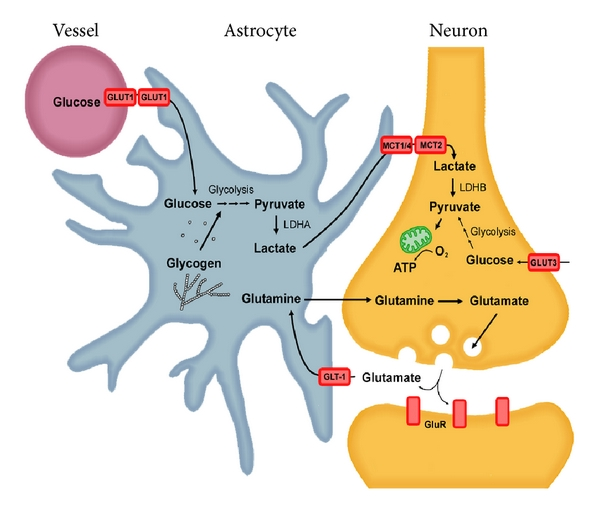 Vessel
Astrocyte
Neuron
Glucose
GLUT1
GLUT1
MCT1/4
MCT2
Lactate
LDHB
Pyruvate
Glycolysis
Glucose
GLUT3
O2
ATP
Glucose
Glycolysis
Pyruvate
LDHA
Lactate
Glycogen
Glutamine
Glutamine
Glutamate
GLT-1
Glutamate
GluR